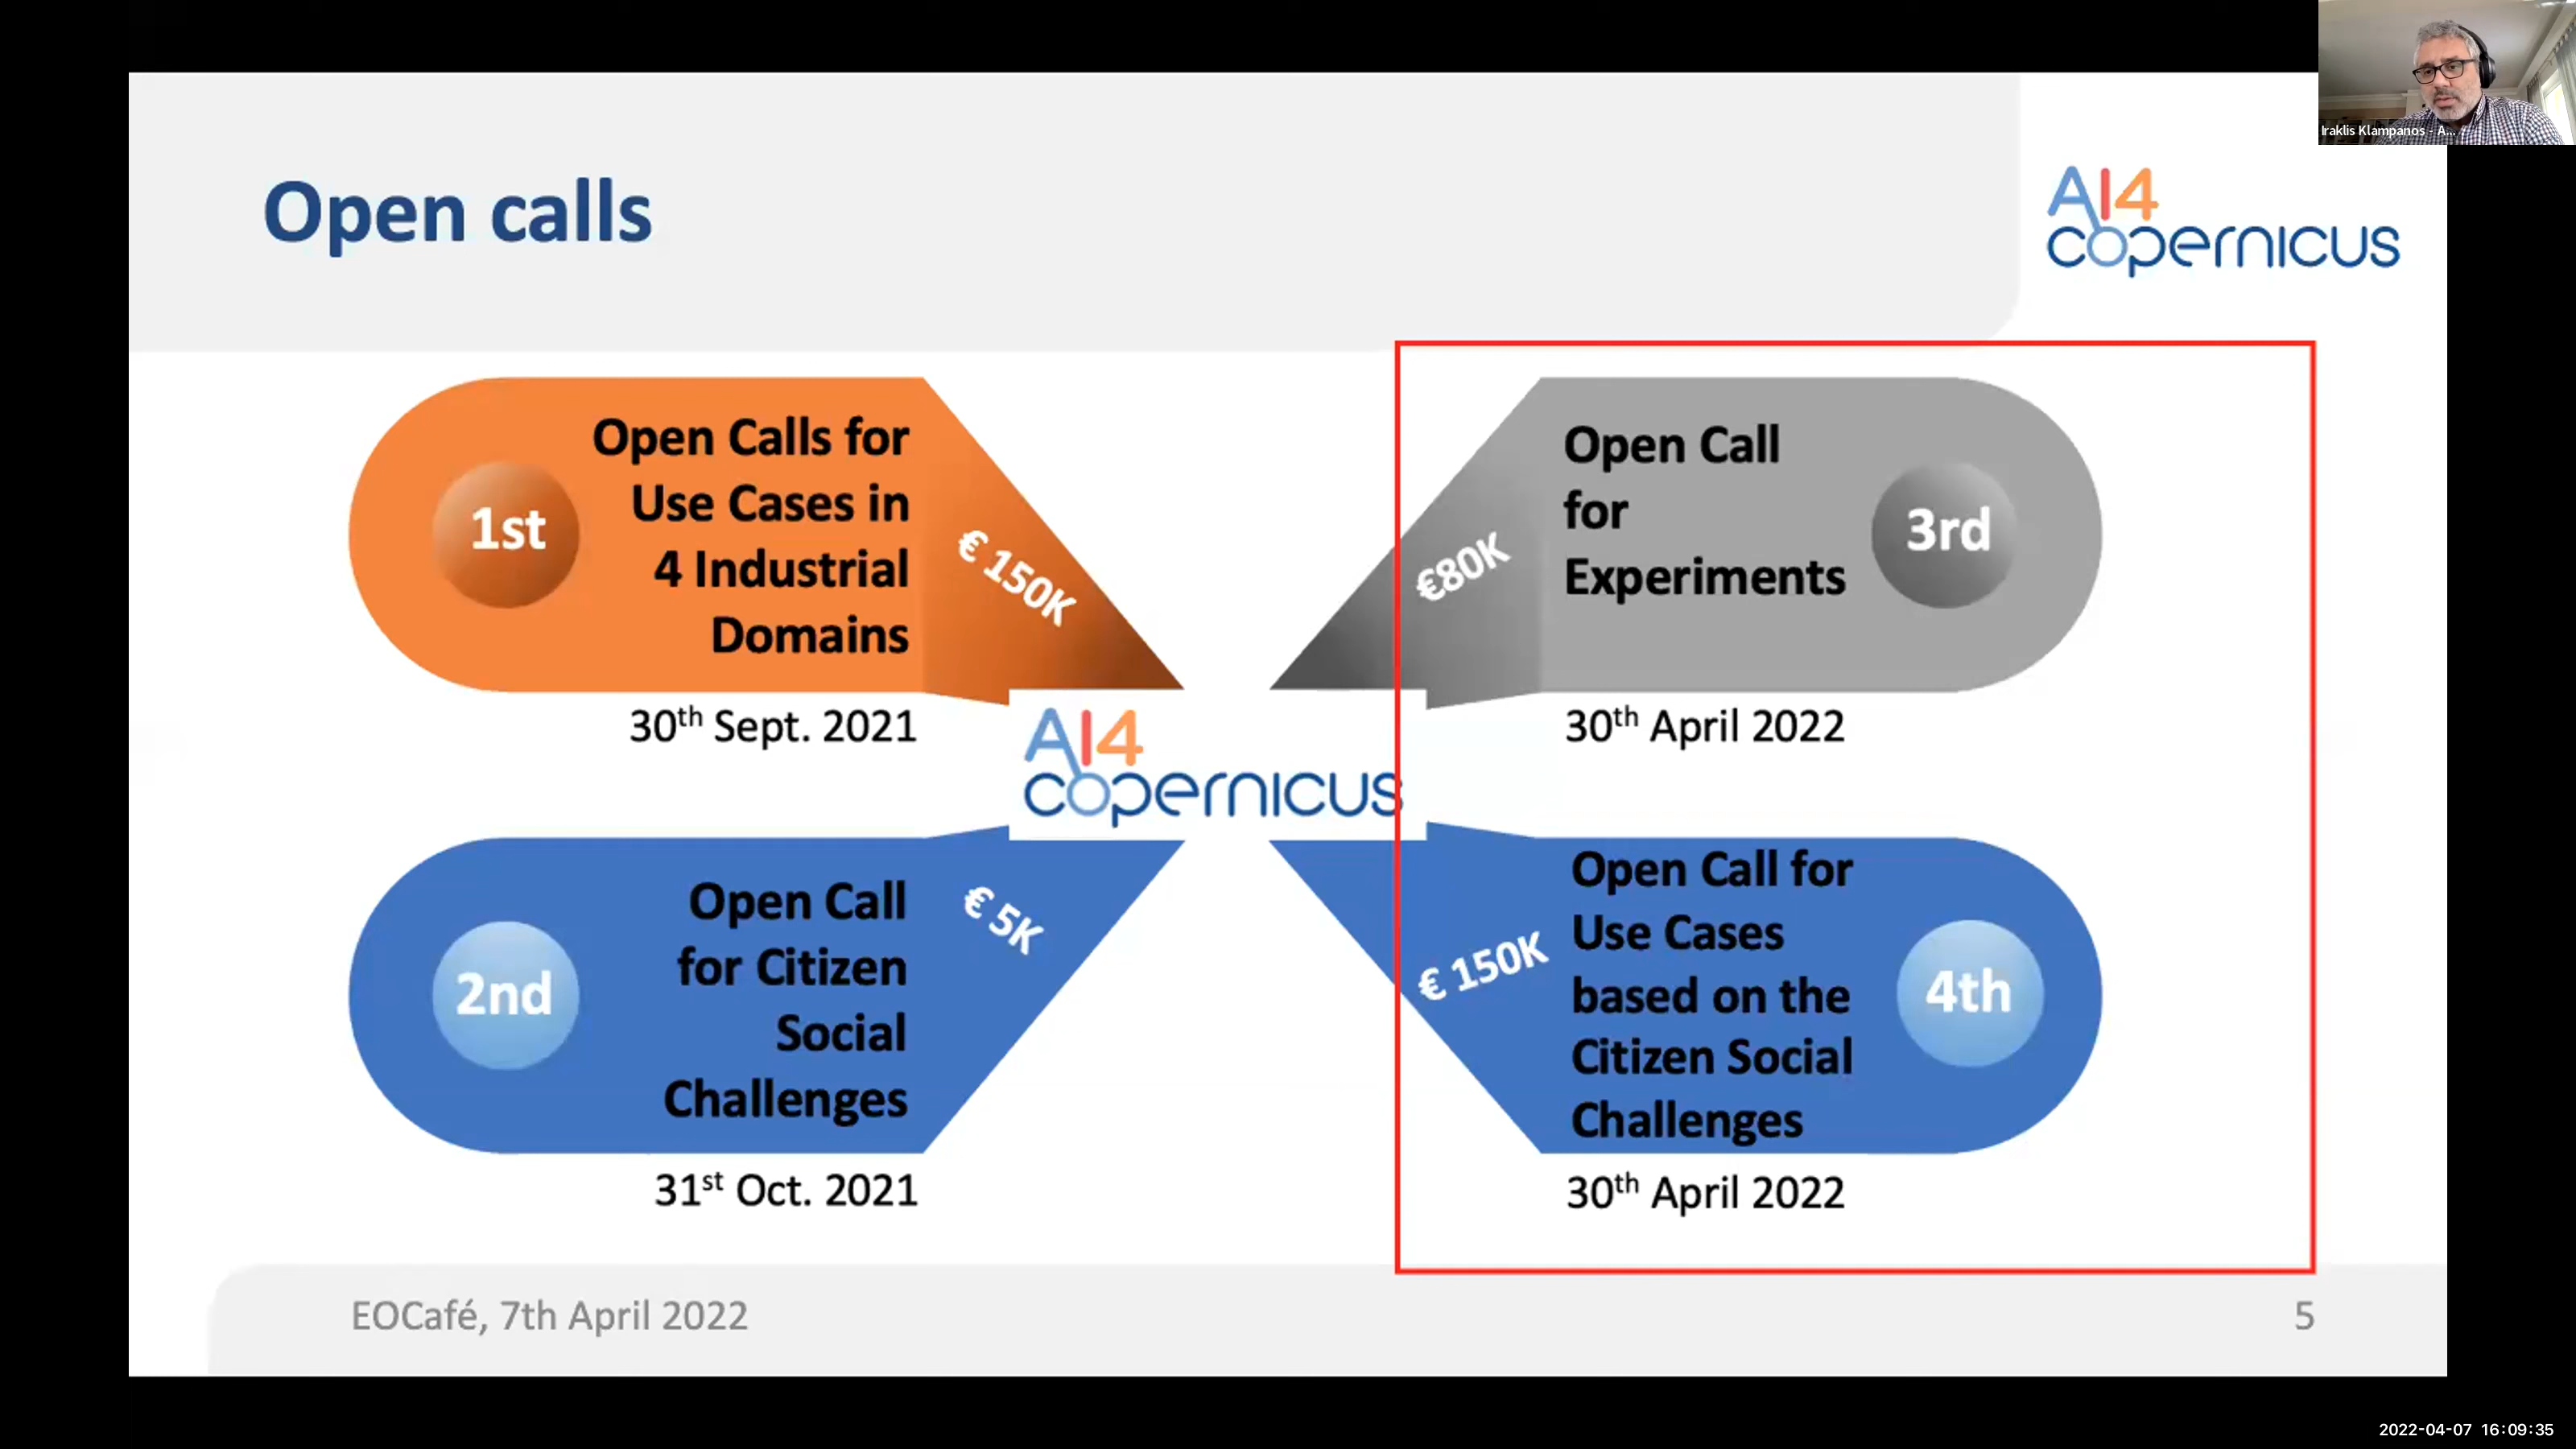 Iraklis Klampanos - A...
Open calls
AI4
copernicus
1st
Open Calls for
Use Cases in
4 Industrial
Domains
€ 150K
30th Sept. 2021
2nd
Open Call
for Citizen
Social
Challenges
€ 5K
31st Oct. 2021
AI4
copernicus
€80K
Open Call
for
Experiments
3rd
30th April 2022
€ 150K
Open Call for
Use Cases
based on the
Citizen Social
Challenges
4th
30th April 2022
EOCafé, 7th April 2022
5
2022-04-07 16:09:35